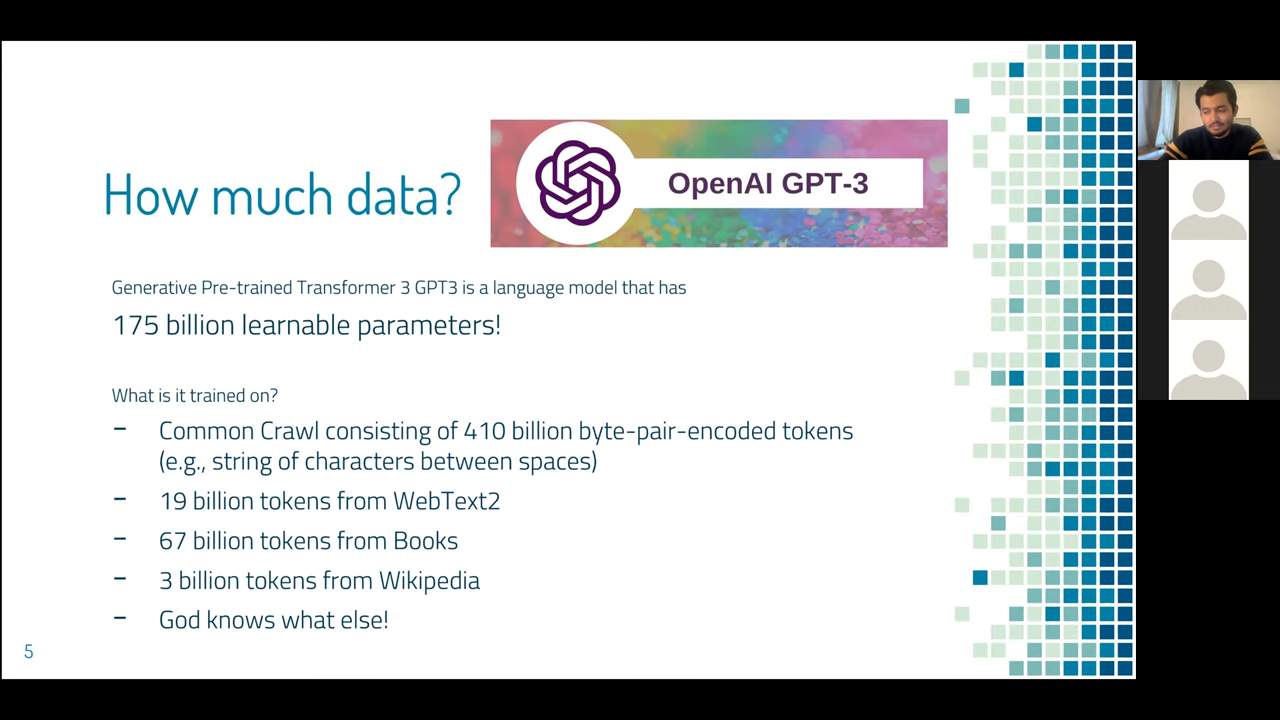 How much data?
OpenAI GPT-3
Generative Pre-trained Transformer 3 GPT3 is a language model that has
175 billion learnable parameters!
What is it trained on?
– Common Crawl consisting of 410 billion byte-pair-encoded tokens
(e.g., string of characters between spaces)
– 19 billion tokens from WebText2
– 67 billion tokens from Books
– 3 billion tokens from Wikipedia
– God knows what else!
5